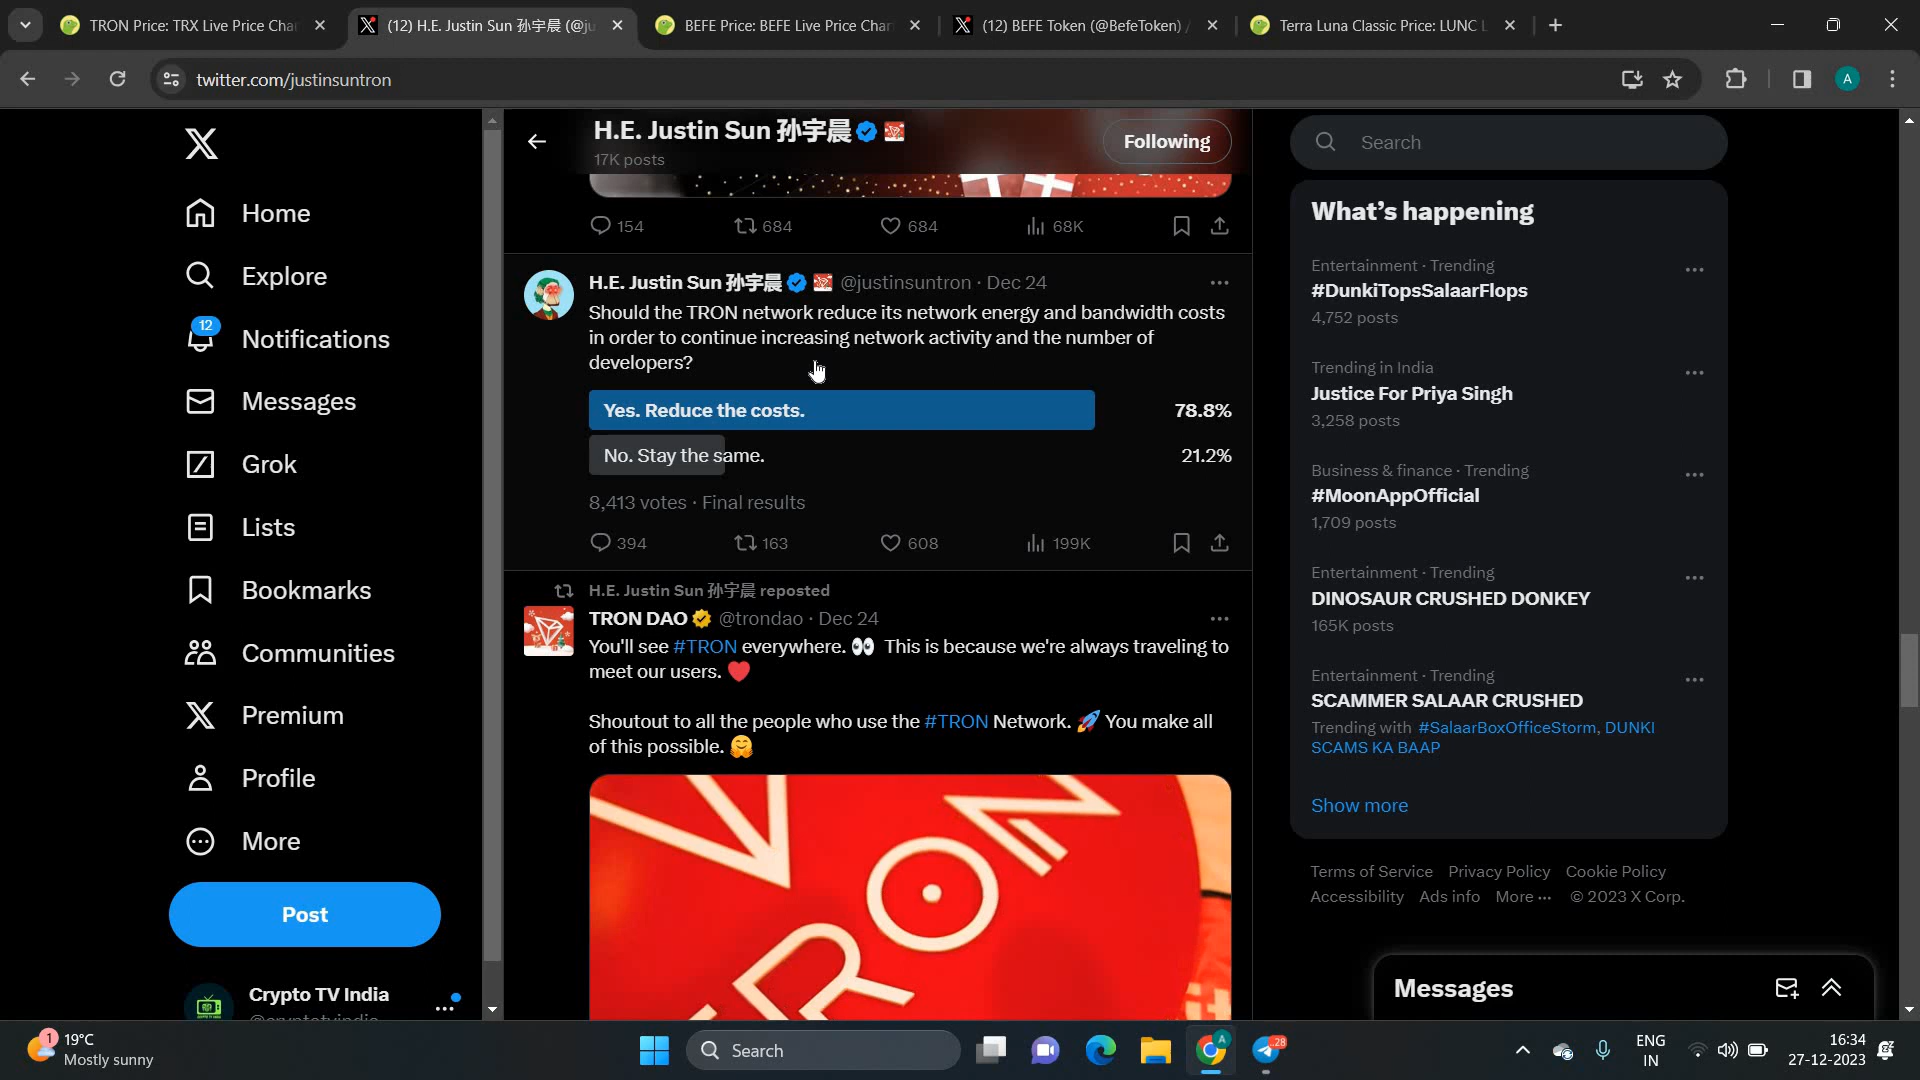 TRON Price: TRX Live Price Cha
(12) H.E. Justin Sun 孙宇晨 (@ju
BEFE Price: BEFE Live Price Char
(12) BEFE Token (@BefeToken) /
Terra Luna Classic Price: LUNC L
twitter.com/justinsuntron
A
X
Home
Explore
12
Notifications
Messages
Grok
Lists
Bookmarks
Communities
Premium
Profile
More
Post
Crypto TV India
H.E. Justin Sun 孙宇晨
17K posts
Following
154 684 684 68K
H.E. Justin Sun 孙宇晨 @justinsuntron · Dec 24
Should the TRON network reduce its network energy and bandwidth costs
in order to continue increasing network activity and the number of
developers?
Yes. Reduce the costs. 78.8%
No. Stay the same. 21.2%
8,413 votes · Final results
394 163 608 199K
H.E. Justin Sun 孙宇晨 reposted
TRON DAO @trondao · Dec 24
You'll see #TRON everywhere. 👀 This is because we're always traveling to
meet our users. ❤️
Shoutout to all the people who use the #TRON Network. 🚀 You make all
of this possible. 🤗
TRON
Search
What's happening
Entertainment · Trending
#DunkiTopsSalaarFlops
4,752 posts
Trending in India
Justice For Priya Singh
3,258 posts
Business & finance · Trending
#MoonAppOfficial
1,709 posts
Entertainment · Trending
DINOSAUR CRUSHED DONKEY
165K posts
Entertainment · Trending
SCAMMER SALAAR CRUSHED
Trending with #SalaarBoxOfficeStorm, DUNKI
SCAMS KA BAAP
Show more
Terms of Service Privacy Policy Cookie Policy
Accessibility Ads info More ··· © 2023 X Corp.
Messages
1
19°C
Mostly sunny
Search
A
28
ENG
IN
16:34
27-12-2023